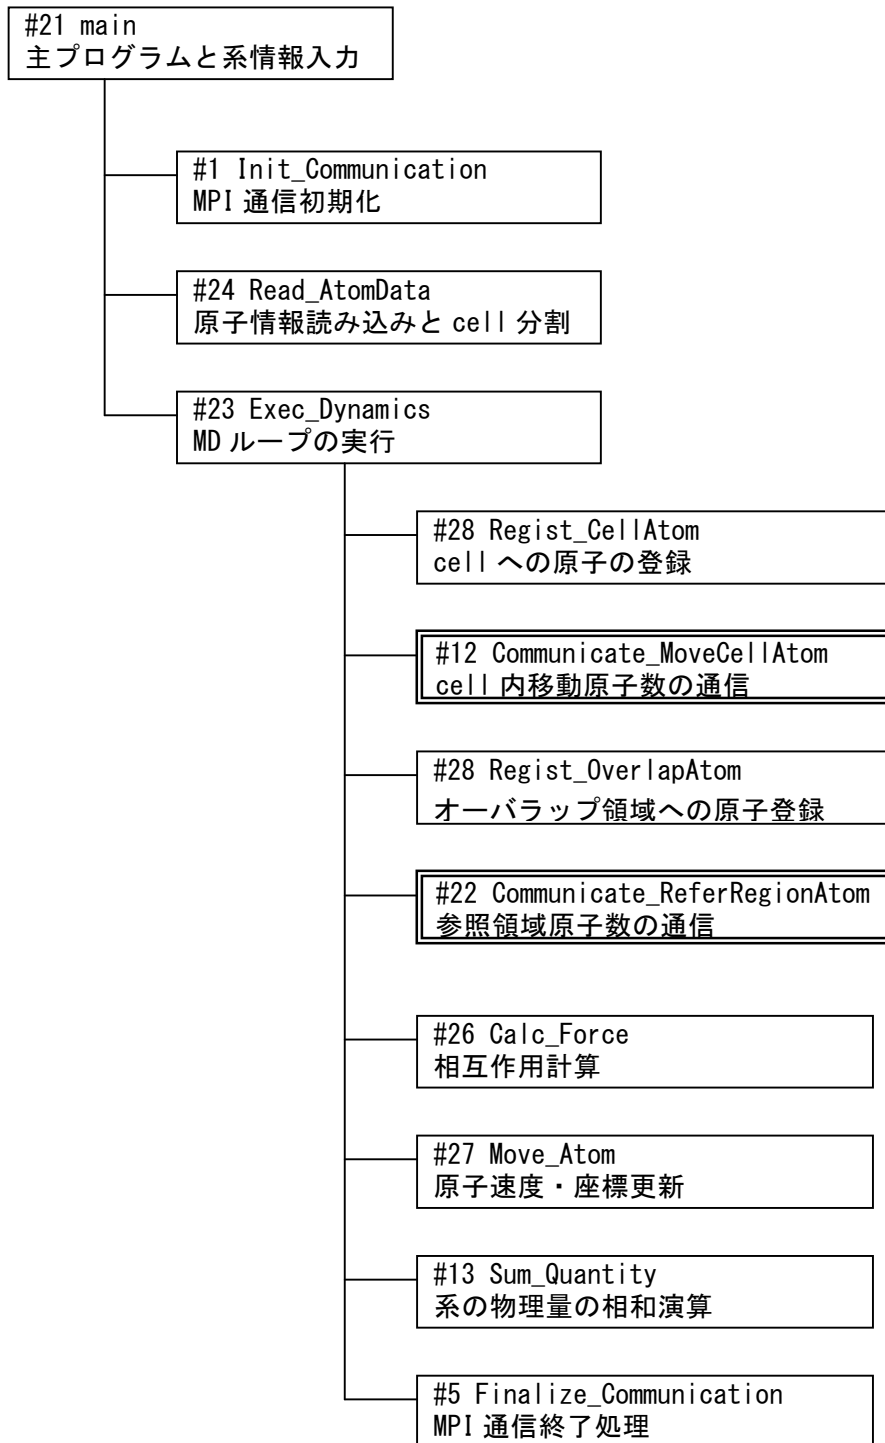 #21 main
主プログラムと系情報入力
#1 Init_Communication
MPI 通信初期化
#24 Read_AtomData
原子情報読み込みと cell 分割
#23 Exec_Dynamics
MD ループの実行
#28 Regist_CellAtom
cell への原子の登録
#12 Communicate_MoveCellAtom
cell 内移動原子数の通信
#28 Regist_OverlapAtom
オーバラップ領域への原子登録
#22 Communicate_ReferRegionAtom
参照領域原子数の通信
#26 Calc_Force
相互作用計算
#27 Move_Atom
原子速度・座標更新
#13 Sum_Quantity
系の物理量の相和演算
#5 Finalize_Communication
MPI 通信終了処理